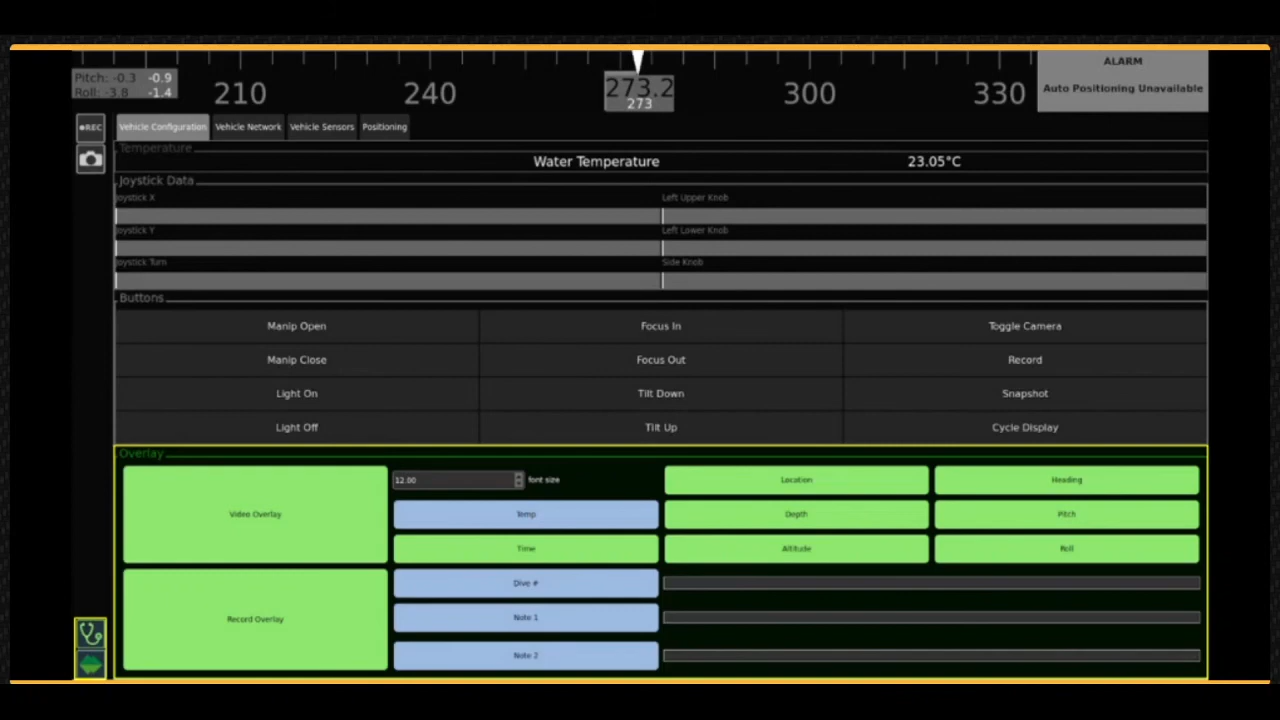 ALARM
Pitch: -0.3 -0.9
Roll: -3.8 -1.4
210 240 273.2 300 330
273
Auto Positioning Unavailable
REC
Vehicle Configuration Vehicle Network Vehicle Sensors Positioning
Temperature
Water Temperature 23.05°C
Joystick Data
Joystick X Left Upper Knob
Joystick Y Left Lower Knob
Joystick Turn Side Knob
Buttons
Manip Open Focus In Toggle Camera
Manip Close Focus Out Record
Light On Tilt Down Snapshot
Light Off Tilt Up Cycle Display
Overlay
12.00 font size Location Heading
Video Overlay Temp Depth Pitch
Time Altitude Roll
Dive #
Record Overlay Note 1
Note 2